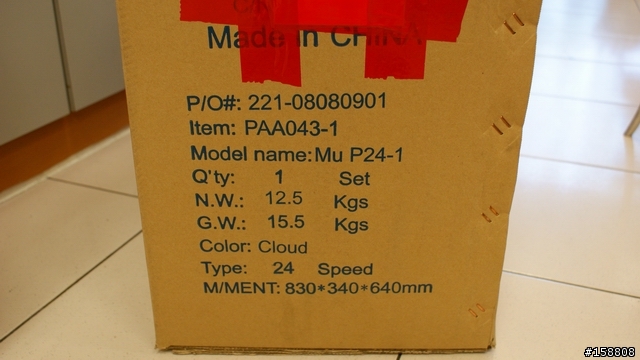 Made in CHINA
P/O#: 221-08080901
Item: PAA043-1
Model name: Mu P24-1
Q'ty: 1 Set
N.W.: 12.5 Kgs
G.W.: 15.5 Kgs
Color: Cloud
Type: 24 Speed
M/MENT: 830*340*640mm
#158808